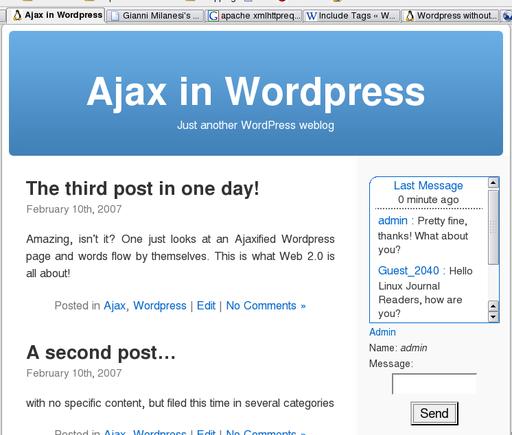 Ajax in Wordpress
Gianni Milanesi's ...
apache xmlhttpreq...
Include Tags « W...
Wordpress without...
Ajax in Wordpress
Just another WordPress weblog
The third post in one day!
February 10th, 2007
Amazing, isn't it? One just looks at an Ajaxified Wordpress
page and words flow by themselves. This is what Web 2.0 is
all about!
Posted in Ajax, Wordpress | Edit | No Comments »
A second post...
February 10th, 2007
with no specific content, but filed this time in several categories
Posted in Ajax, Wordpress | Edit | No Comments »
Last Message
0 minute ago
admin : Pretty fine,
thanks! What about
you?
Guest_2040 : Hello
Linux Journal
Readers, how are
you?
Admin
Name: admin
Message:
Send